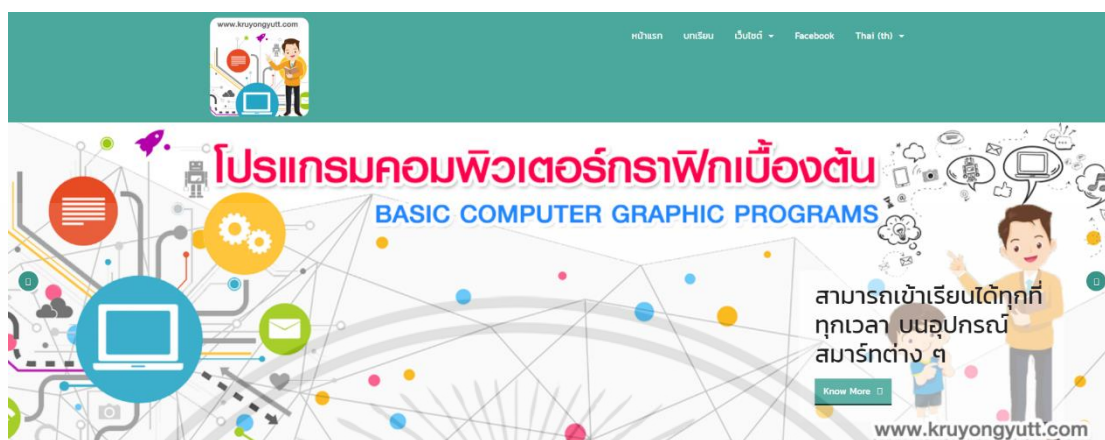 www.kruyongyutt.com
หน้าแรก บทเรียน เว็บไซต์ Facebook Thai (th)
โปรแกรมคอมพิวเตอร์กราฟิกเบื้องต้น
BASIC COMPUTER GRAPHIC PROGRAMS
สามารถเข้าเรียนได้ทุกที่
ทุกเวลา บนอุปกรณ์
สมาร์ทต่าง ๆ
Know More
www.kruyongyutt.com